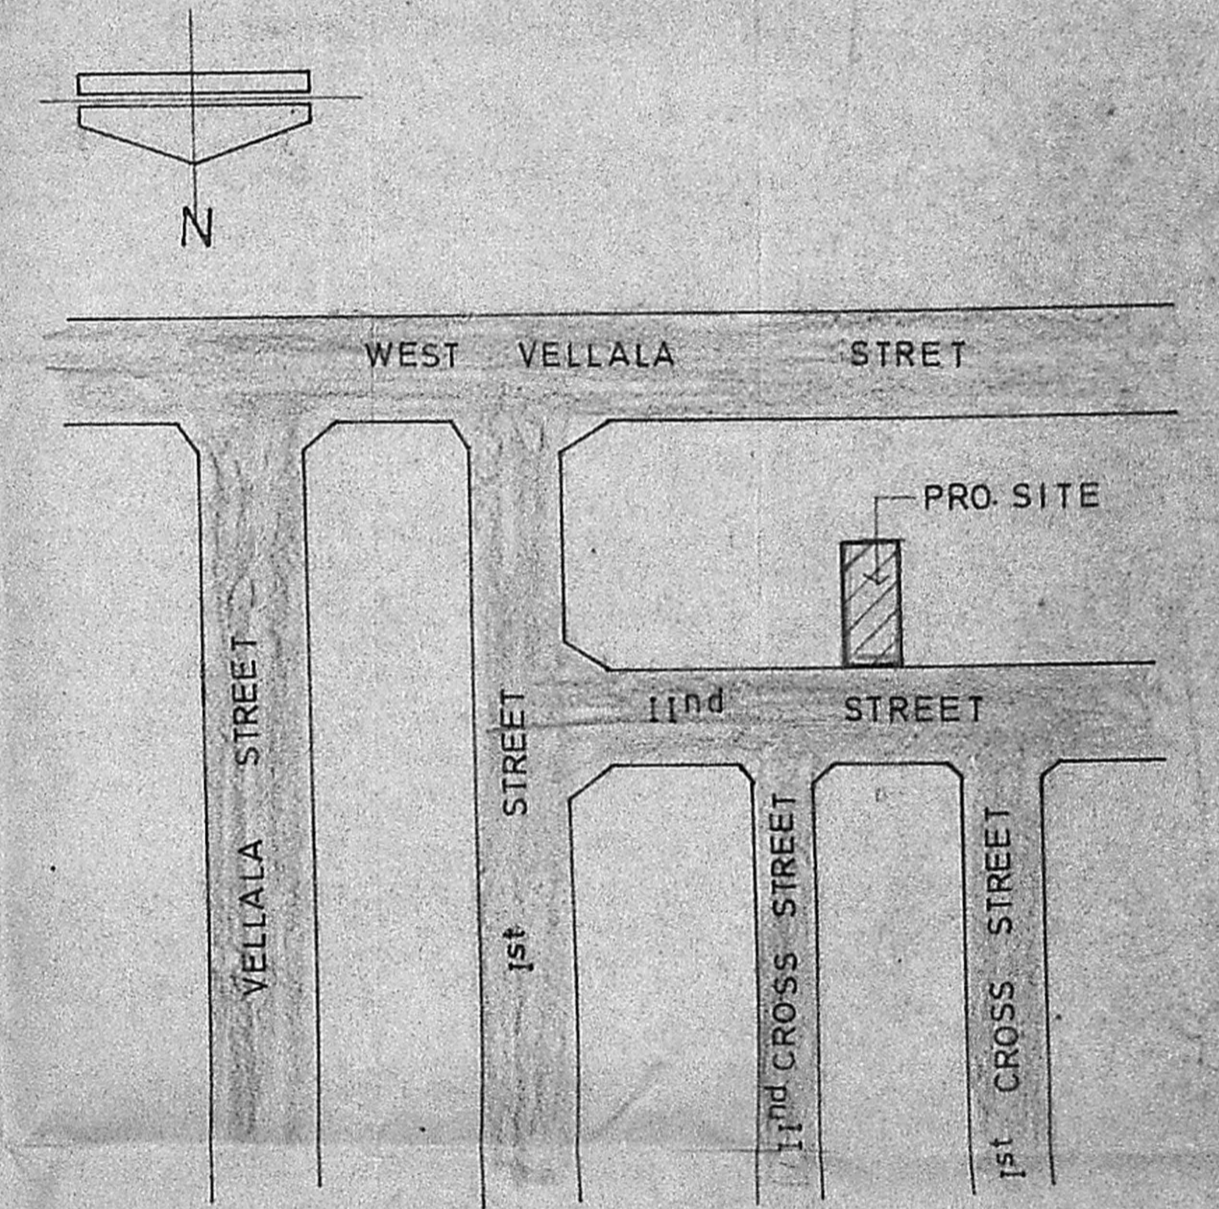 N
WEST VELLALA STRET
PRO. SITE
IInd STREET
VELLALA STREET
Ist STREET
IInd CROSS STREET
Ist CROSS STREET